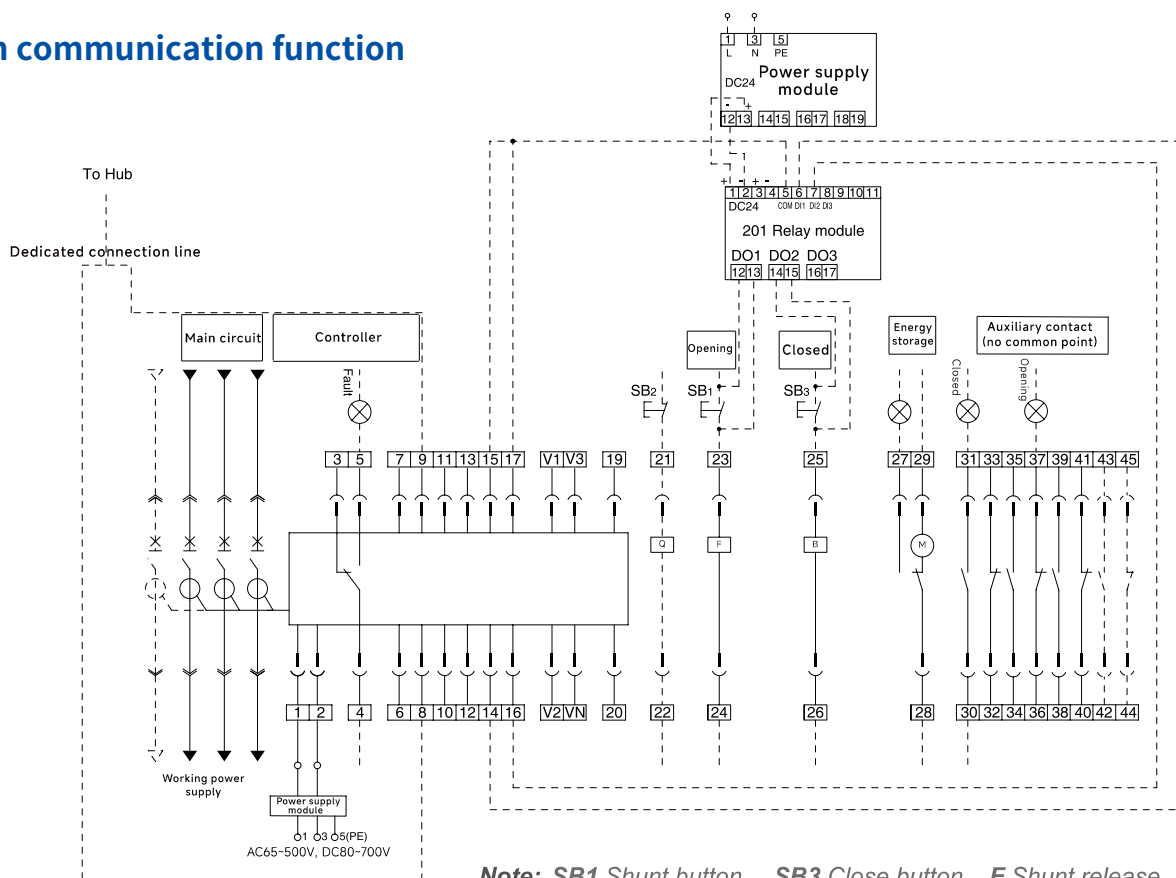 n communication function
1 3 5
L N PE
DC24 Power supply
module
- +
12 13 14 15 16 17 18 19
To Hub
+ - + -
1 2 3 4 5 6 7 8 9 10 11
DC24 COM DI1 DI2 DI3
201 Relay module
DO1 DO2 DO3
12 13 14 15 16 17
Dedicated connection line
Main circuit
Controller
Opening
Closed
Energy
storage
Auxiliary contact
(no common point)
Fault
Closed
Opening
SB2
SB1
SB3
3 5 7 9 11 13 15 17 V1 V3 19 21 23 25 27 29 31 33 35 37 39 41 43 45
Q F B M
1 2 4 6 8 10 12 14 16 V2 VN 20 22 24 26 28 30 32 34 36 38 40 42 44
Working power
supply
Power supply
module
1 3 5(PE)
AC65~500V, DC80~700V
Note: SB1 Shunt button SB3 Close button F Shunt release